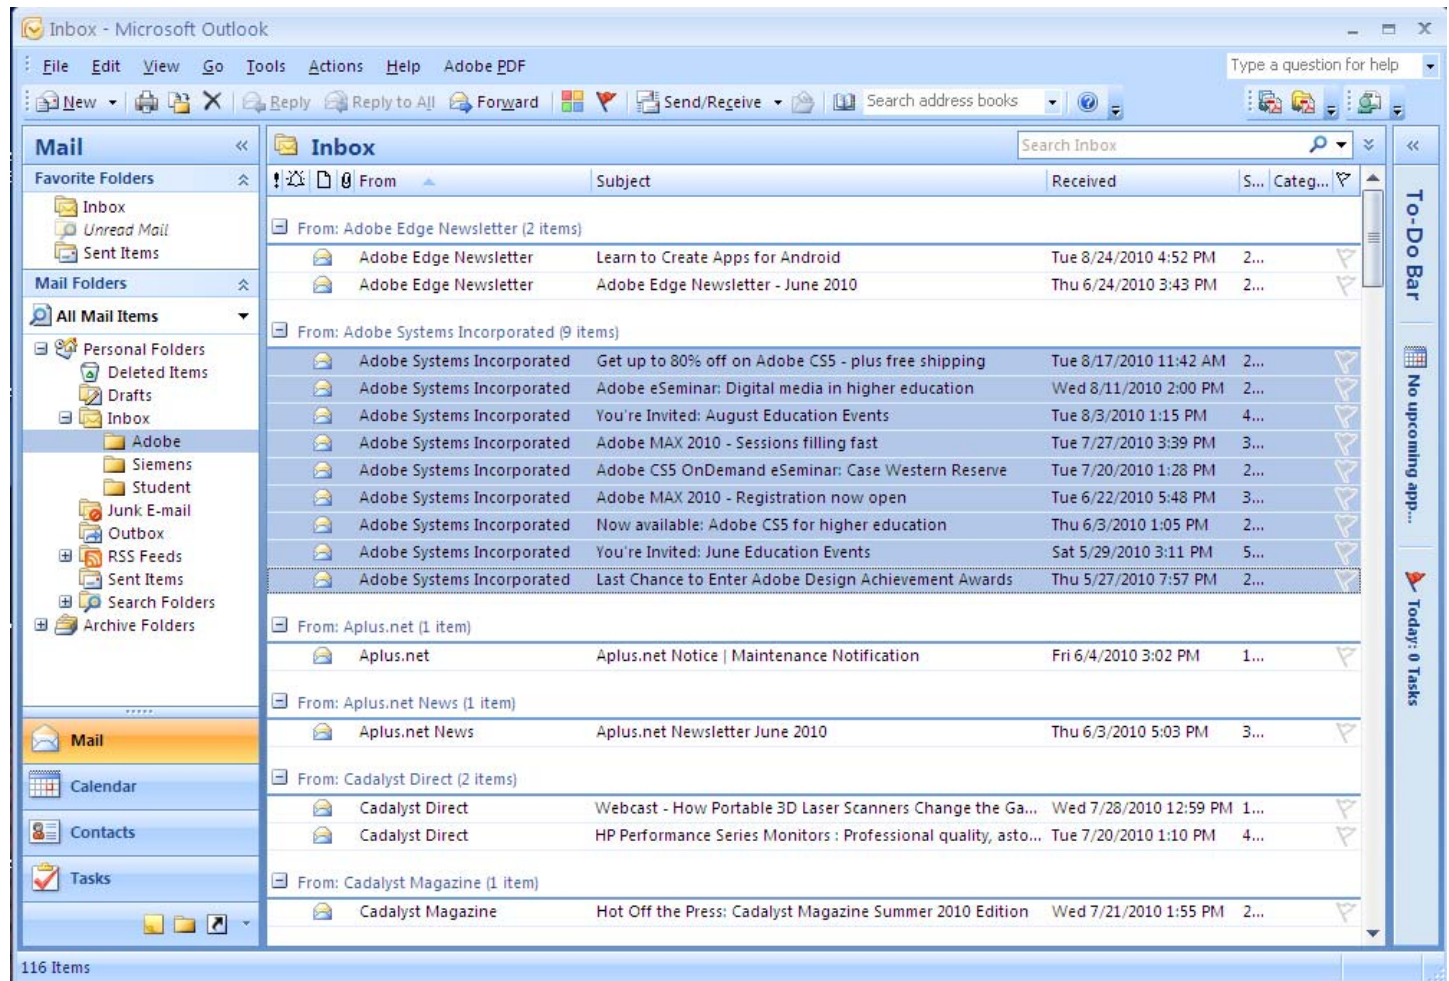 Inbox - Microsoft Outlook
File Edit View Go Tools Actions Help Adobe PDF Type a question for help
New Reply Reply to All Forward Send/Receive Search address books
Mail
Favorite Folders
Inbox
Unread Mail
Sent Items
Mail Folders
All Mail Items
Personal Folders
Deleted Items
Drafts
Inbox
Adobe
Siemens
Student
Junk E-mail
Outbox
RSS Feeds
Sent Items
Search Folders
Archive Folders
Mail
Calendar
Contacts
Tasks
Inbox Search Inbox
From Subject Received S... Categ...
From: Adobe Edge Newsletter (2 items)
Adobe Edge Newsletter Learn to Create Apps for Android Tue 8/24/2010 4:52 PM 2...
Adobe Edge Newsletter Adobe Edge Newsletter - June 2010 Thu 6/24/2010 3:43 PM 2...
From: Adobe Systems Incorporated (9 items)
Adobe Systems Incorporated Get up to 80% off on Adobe CS5 - plus free shipping Tue 8/17/2010 11:42 AM 2...
Adobe Systems Incorporated Adobe eSeminar: Digital media in higher education Wed 8/11/2010 2:00 PM 2...
Adobe Systems Incorporated You're Invited: August Education Events Tue 8/3/2010 1:15 PM 4...
Adobe Systems Incorporated Adobe MAX 2010 - Sessions filling fast Tue 7/27/2010 3:39 PM 3...
Adobe Systems Incorporated Adobe CS5 OnDemand eSeminar: Case Western Reserve Tue 7/20/2010 1:28 PM 2...
Adobe Systems Incorporated Adobe MAX 2010 - Registration now open Tue 6/22/2010 5:48 PM 3...
Adobe Systems Incorporated Now available: Adobe CS5 for higher education Thu 6/3/2010 1:05 PM 2...
Adobe Systems Incorporated You're Invited: June Education Events Sat 5/29/2010 3:11 PM 5...
Adobe Systems Incorporated Last Chance to Enter Adobe Design Achievement Awards Thu 5/27/2010 7:57 PM 2...
From: Aplus.net (1 item)
Aplus.net Aplus.net Notice | Maintenance Notification Fri 6/4/2010 3:02 PM 1...
From: Aplus.net News (1 item)
Aplus.net News Aplus.net Newsletter June 2010 Thu 6/3/2010 5:03 PM 3...
From: Cadalyst Direct (2 items)
Cadalyst Direct Webcast - How Portable 3D Laser Scanners Change the Ga... Wed 7/28/2010 12:59 PM 1...
Cadalyst Direct HP Performance Series Monitors : Professional quality, asto... Tue 7/20/2010 1:10 PM 4...
From: Cadalyst Magazine (1 item)
Cadalyst Magazine Hot Off the Press: Cadalyst Magazine Summer 2010 Edition Wed 7/21/2010 1:55 PM 2...
To-Do Bar
No upcoming app...
Today: 0 Tasks
116 Items